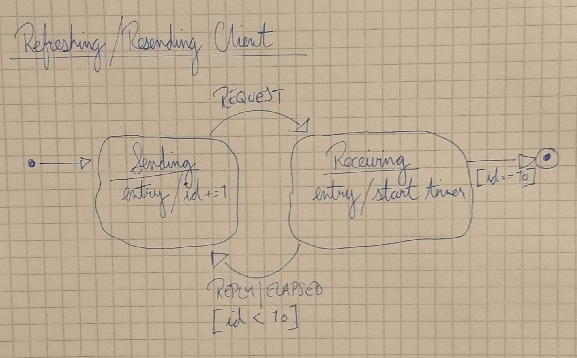 Refreshing/Resending Client
REQUEST
Sending
entry/id+=1
Receiving
entry/start timer
[id==10]
REPLY|ELAPSED
[id < 10]